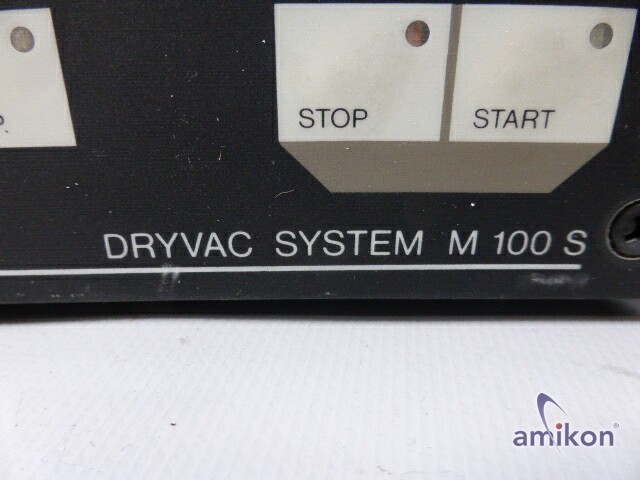 STOP
START
DRYVAC SYSTEM M 100 S
amikon®